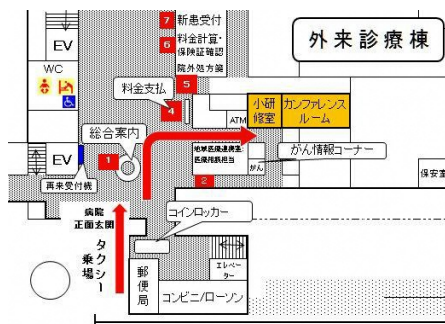 7 新患受付
外来診療棟
EV
6 料金計算・
保険証確認
WC
院外処方箋
5
料金支払
4
小研
修室
カンファレンス
ルーム
ATM
総合案内
地域医療連携室
医療相談担当
がん情報コーナー
EV
1
がん
2
保安室
再来受付機
病院
正面玄関
コインロッカー
タクシー
乗場
郵便局
エレベーター
コンビニ/ローソン